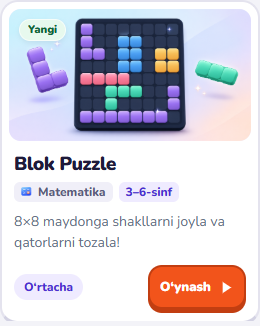 Yangi
Blok Puzzle
Matematika
3–6-sinf
8×8 maydonga shakllarni joyla va
qatorlarni tozala!
O‘rtacha
O‘ynash